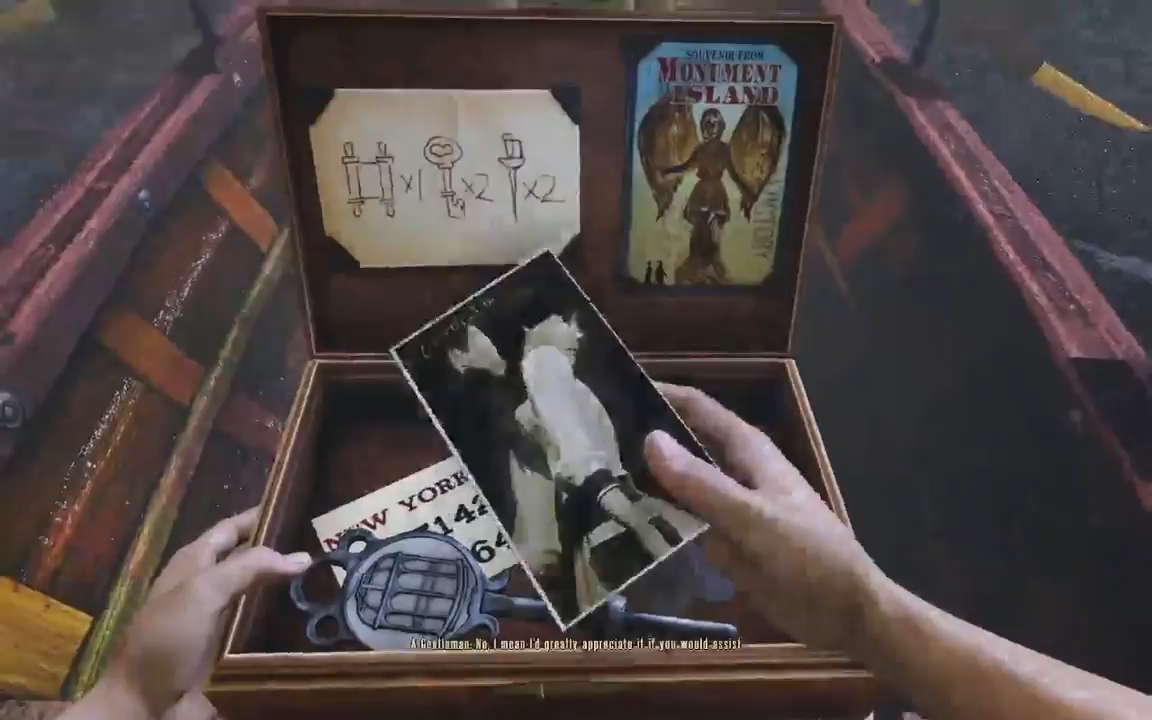 SOUVENIR FROM
MONUMENT
ISLAND
x1 x2 x2
NEW YORK
A Gentleman: No, I mean I'd greatly appreciate it if you would assist